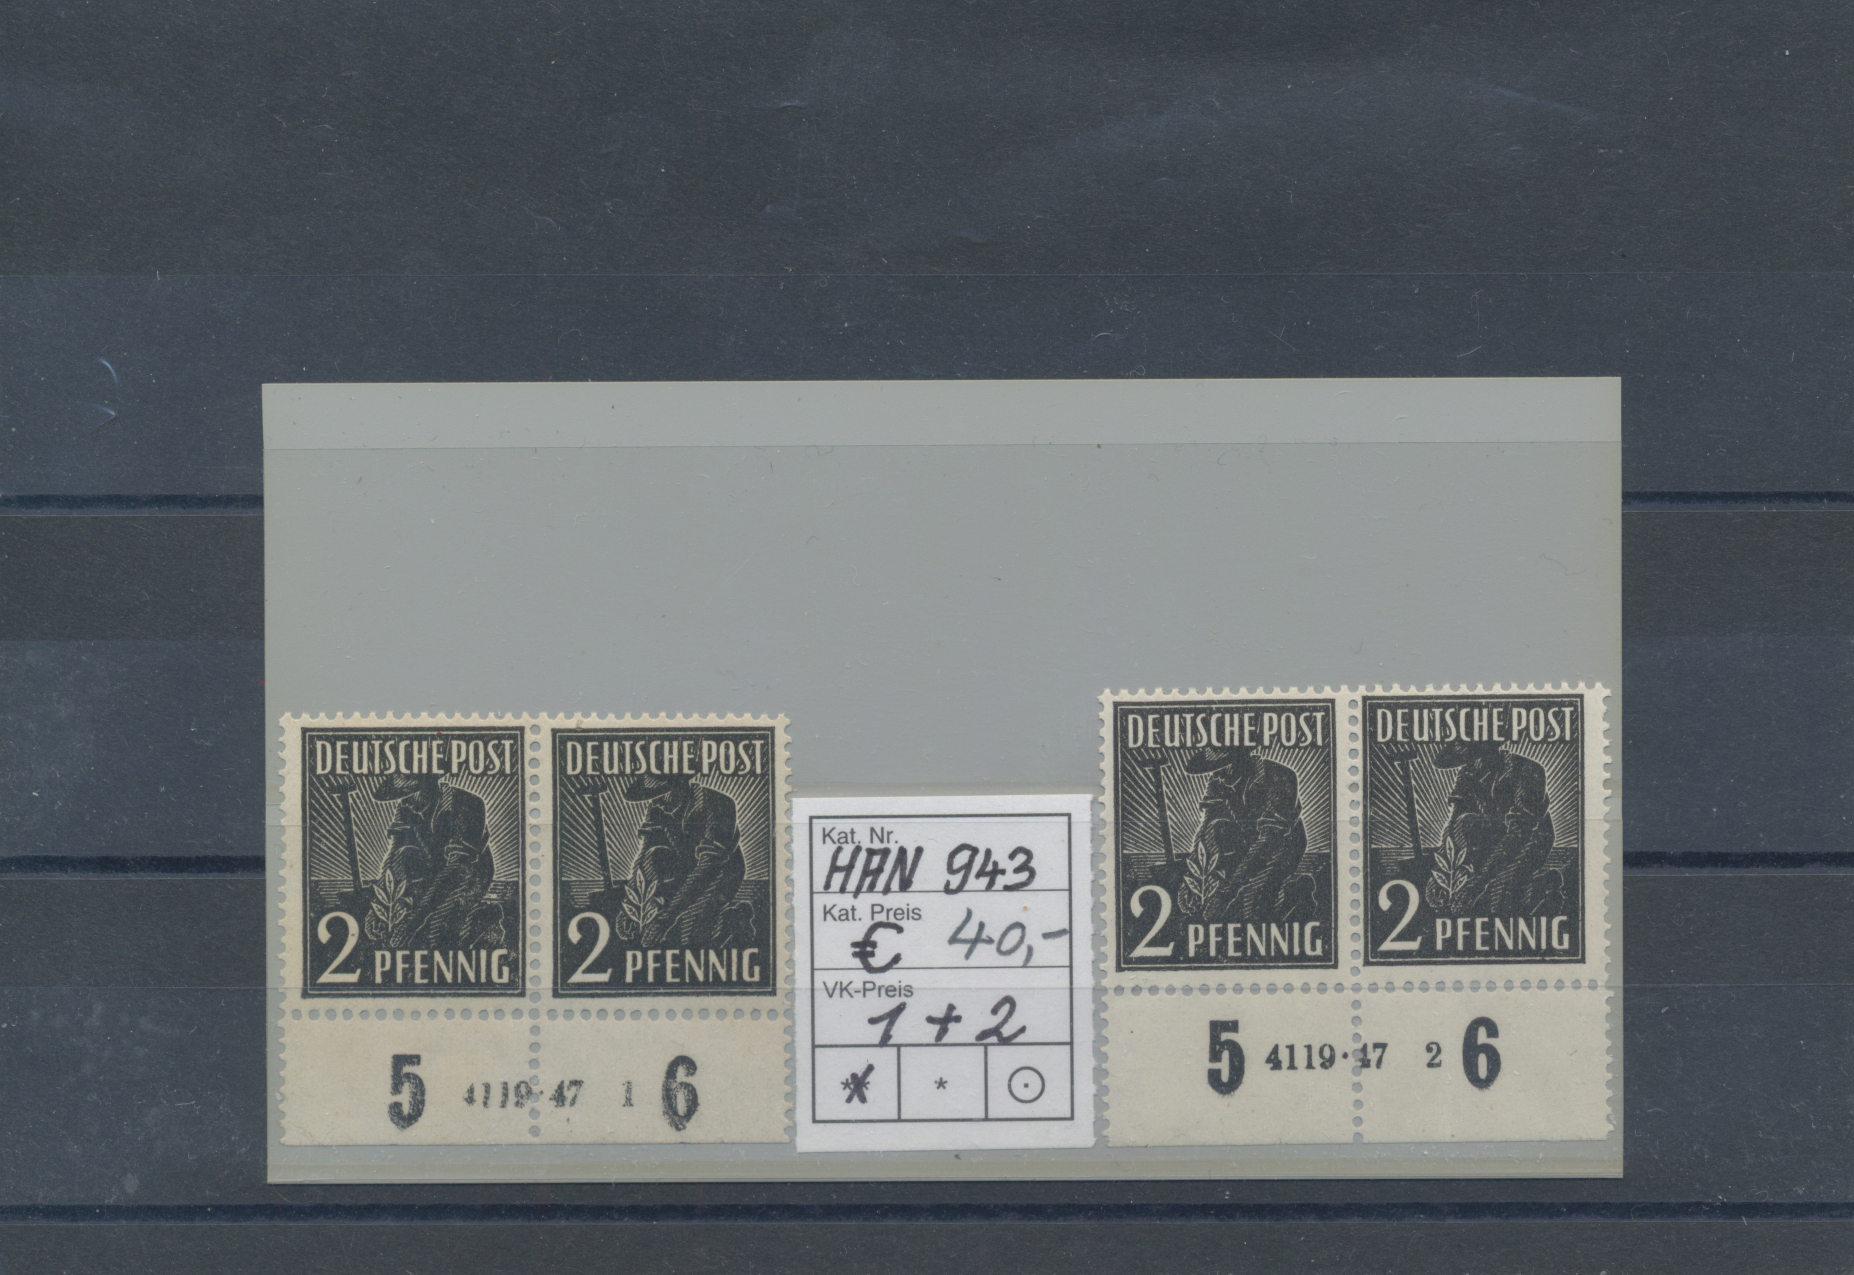 DEUTSCHE POST
2 PFENNIG
DEUTSCHE POST
2 PFENNIG
5 4119·47 1 6
Kat. Nr.
HAN 943
Kat. Preis
€ 40,-
VK-Preis
1 + 2
** * ⊙
DEUTSCHE POST
2 PFENNIG
DEUTSCHE POST
2 PFENNIG
5 4119·47 2 6